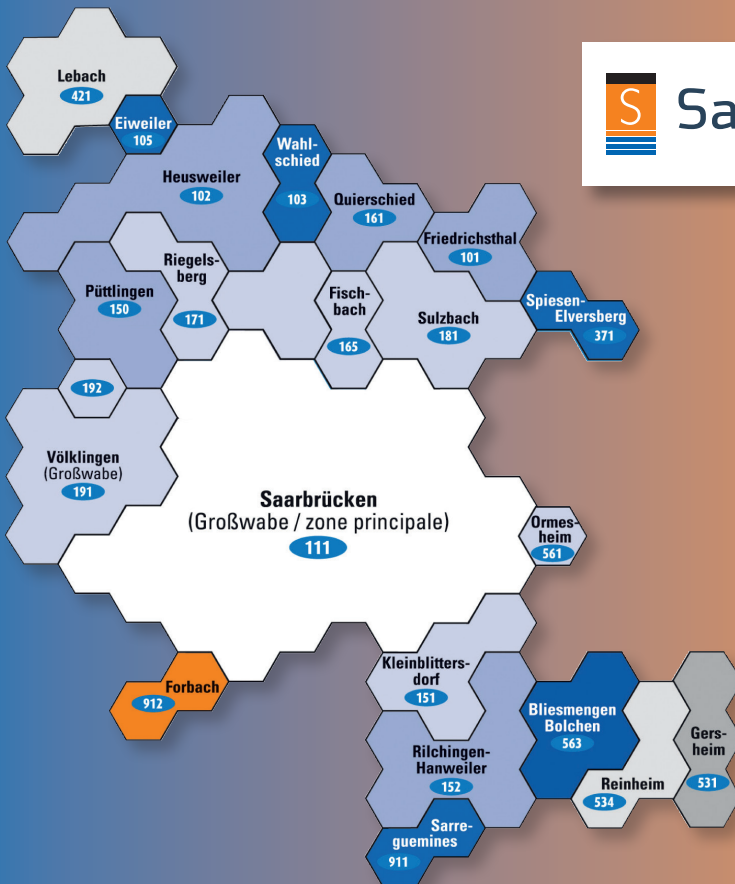 Lebach
421
Eiweiler
105
S Sa
Wahl-
schied
103
Heusweiler
102
Quierschied
161
Friedrichsthal
101
Riegels-
berg
171
Püttlingen
150
Fisch-
bach
165
Sulzbach
181
Spiesen-
Elversberg
371
192
Völklingen
(Großwabe)
191
Saarbrücken
(Großwabe / zone principale)
111
Ormes-
heim
561
Forbach
912
Kleinblitters-
dorf
151
Bliesmengen
Bolchen
563
Gers-
heim
531
Rilchingen-
Hanweiler
152
Reinheim
534
Sarre-
guemines
911